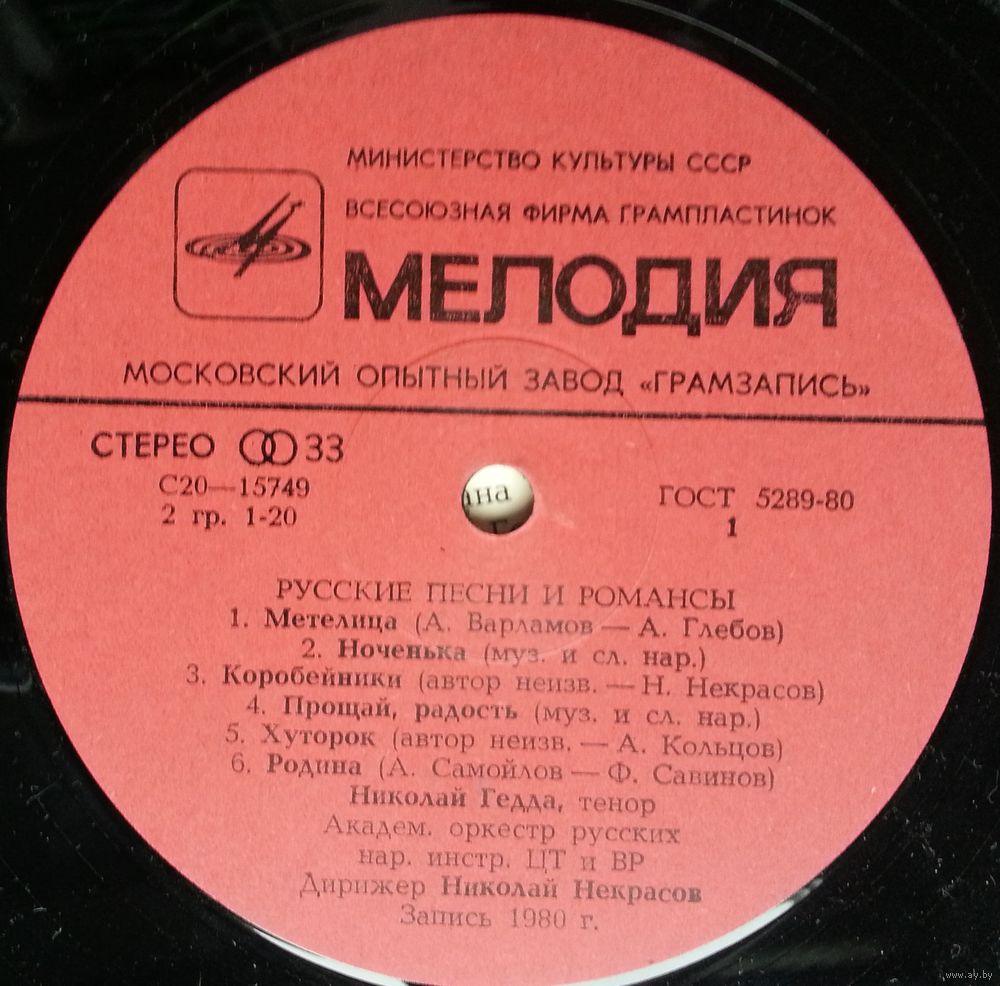 МИНИСТЕРСТВО КУЛЬТУРЫ СССР
ВСЕСОЮЗНАЯ ФИРМА ГРАМПЛАСТИНОК
МЕЛОДИЯ
МОСКОВСКИЙ ОПЫТНЫЙ ЗАВОД «ГРАМЗАПИСЬ»
СТЕРЕО 33
С20—15749
2 гр. 1-20
ГОСТ 5289-80
1
РУССКИЕ ПЕСНИ И РОМАНСЫ
1. Метелица (А. Варламов — А. Глебов)
2. Ноченька (муз. и сл. нар.)
3. Коробейники (автор неизв. — Н. Некрасов)
4. Прощай, радость (муз. и сл. нар.)
5. Хуторок (автор неизв. — А. Кольцов)
6. Родина (А. Самойлов — Ф. Савинов)
Николай Гедда, тенор
Академ. оркестр русских
нар. инстр. ЦТ и ВР
Дирижер Николай Некрасов
Запись 1980 г.
www.ay.by